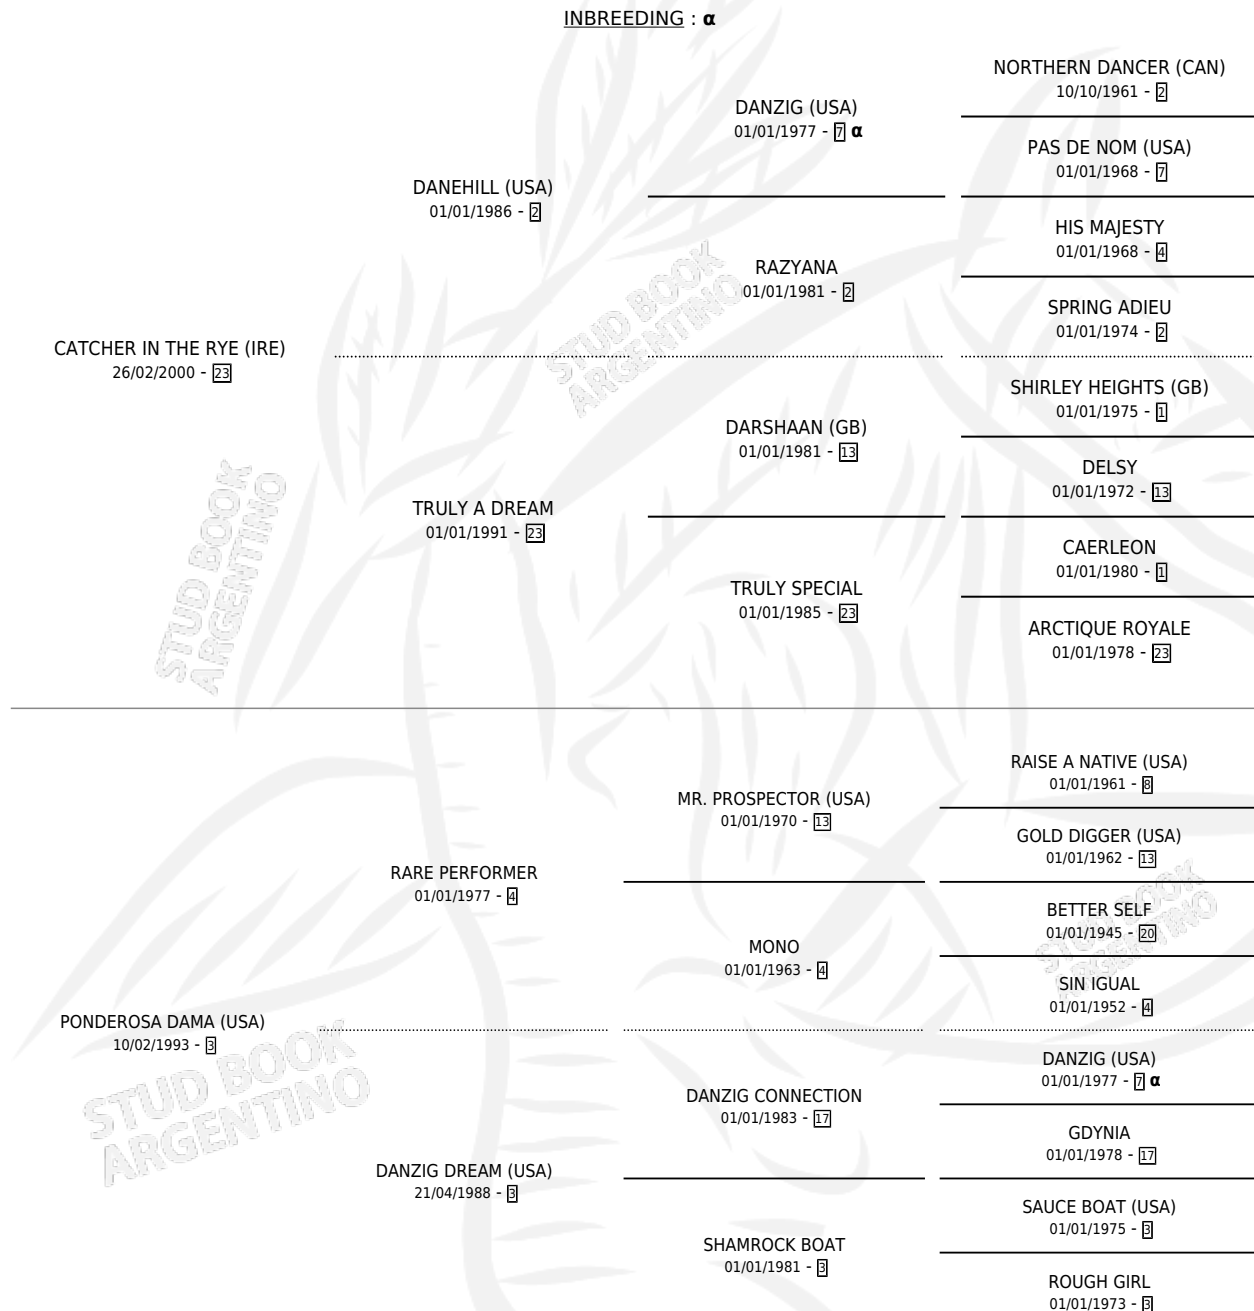 INBREEDING : α
NORTHERN DANCER (CAN)
10/10/1961 - 2
DANZIG (USA)
01/01/1977 - 7 α
PAS DE NOM (USA)
01/01/1968 - 7
DANEHILL (USA)
01/01/1986 - 2
HIS MAJESTY
01/01/1968 - 4
RAZYANA
01/01/1981 - 2
SPRING ADIEU
01/01/1974 - 2
CATCHER IN THE RYE (IRE)
26/02/2000 - 23
SHIRLEY HEIGHTS (GB)
01/01/1975 - 1
DARSHAAN (GB)
01/01/1981 - 13
DELSY
01/01/1972 - 13
TRULY A DREAM
01/01/1991 - 23
CAERLEON
01/01/1980 - 1
TRULY SPECIAL
01/01/1985 - 23
ARCTIQUE ROYALE
01/01/1978 - 23
RAISE A NATIVE (USA)
01/01/1961 - 8
MR. PROSPECTOR (USA)
01/01/1970 - 13
GOLD DIGGER (USA)
01/01/1962 - 13
RARE PERFORMER
01/01/1977 - 4
BETTER SELF
01/01/1945 - 20
MONO
01/01/1963 - 4
SIN IGUAL
01/01/1952 - 4
PONDEROSA DAMA (USA)
10/02/1993 - 3
DANZIG (USA)
01/01/1977 - 7 α
DANZIG CONNECTION
01/01/1983 - 17
GDYNIA
01/01/1978 - 17
DANZIG DREAM (USA)
21/04/1988 - 3
SAUCE BOAT (USA)
01/01/1975 - 3
SHAMROCK BOAT
01/01/1981 - 3
ROUGH GIRL
01/01/1973 - 3
STUD BOOK
ARGENTINO
STUD BOOK
ARGENTINO
STUD BOOK
ARGENTINO
STUD BOOK
ARGENTINO